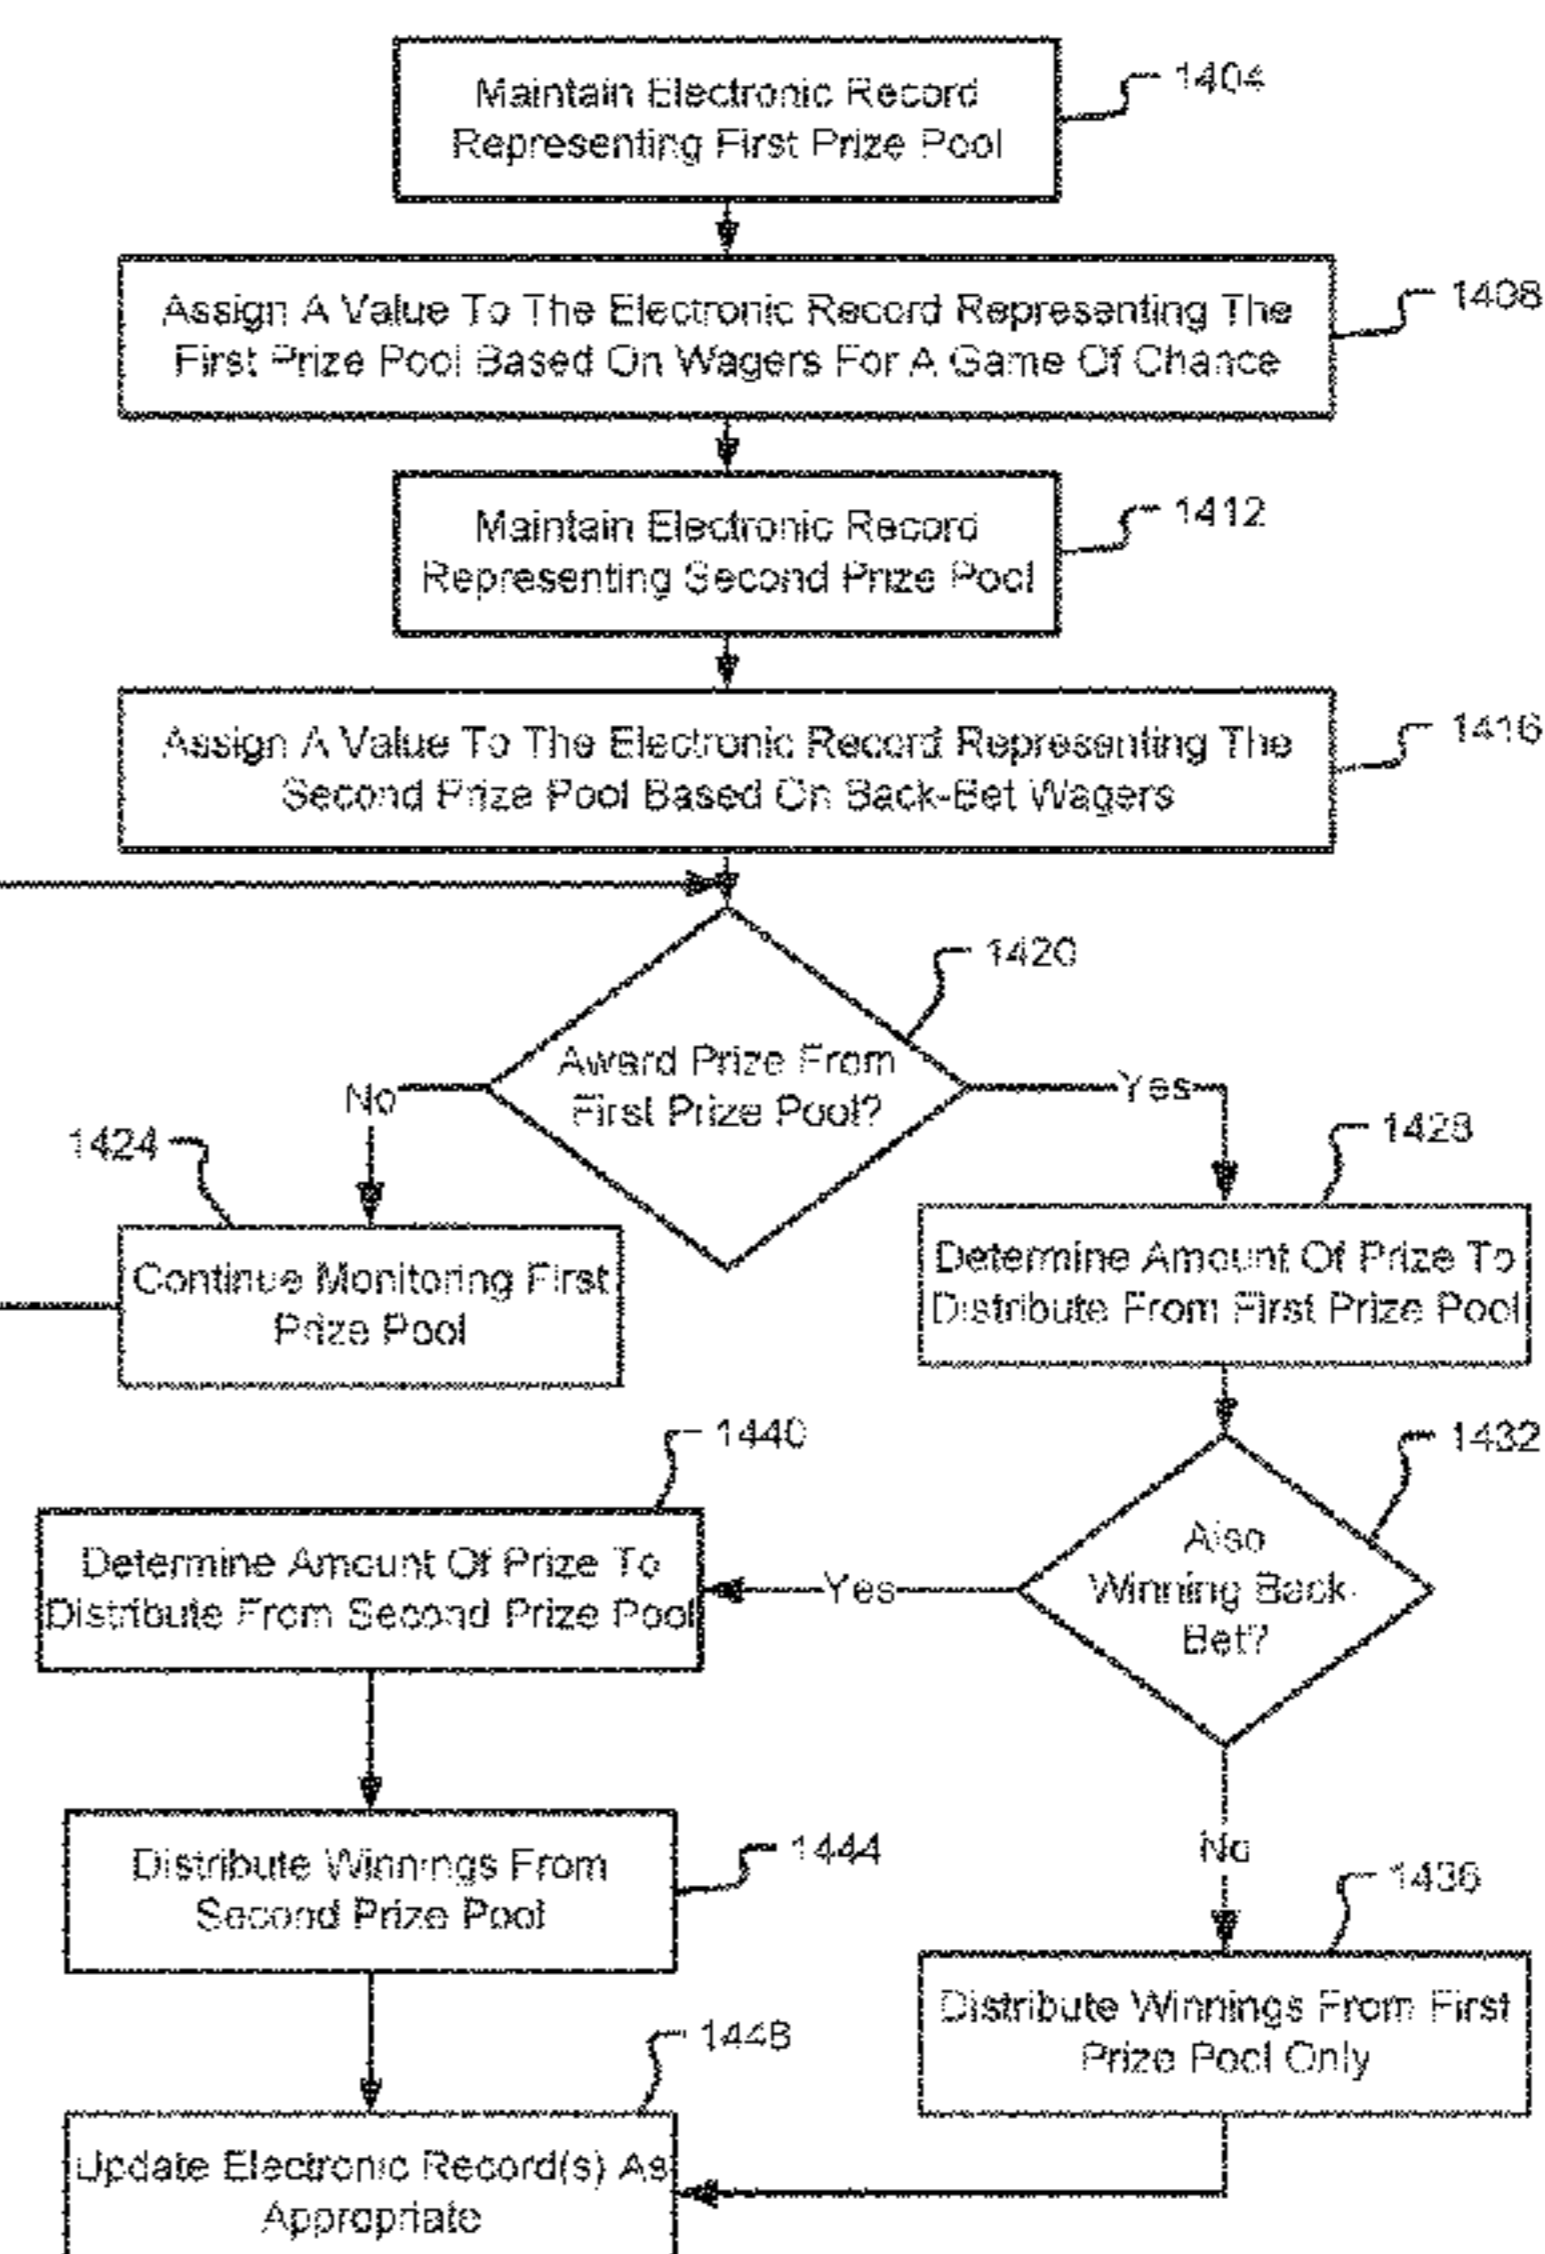 Maintain Electronic Record
Representing First Prize Pool
1404
Assign A Value To The Electronic Record Representing The
First Prize Pool Based On Wagers For A Game Of Chance
1408
Maintain Electronic Record
Representing Second Prize Pool
1412
Assign A Value To The Electronic Record Representing The
Second Prize Pool Based On Back-Bet Wagers
1416
1420
Award Prize From
First Prize Pool?
No
Yes
1424
1428
Continue Monitoring First
Prize Pool
Determine Amount Of Prize To
Distribute From First Prize Pool
1440
1432
Determine Amount Of Prize To
Distribute From Second Prize Pool
Yes
Also
Winning Back-
Bet?
No
Distribute Winnings From
Second Prize Pool
1444
1436
Distribute Winnings From First
Prize Pool Only
1448
Update Electronic Record(s) As
Appropriate